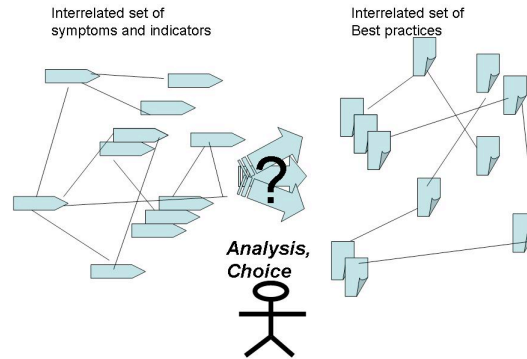 Interrelated set of
symptoms and indicators
Interrelated set of
Best practices
?
Analysis,
Choice